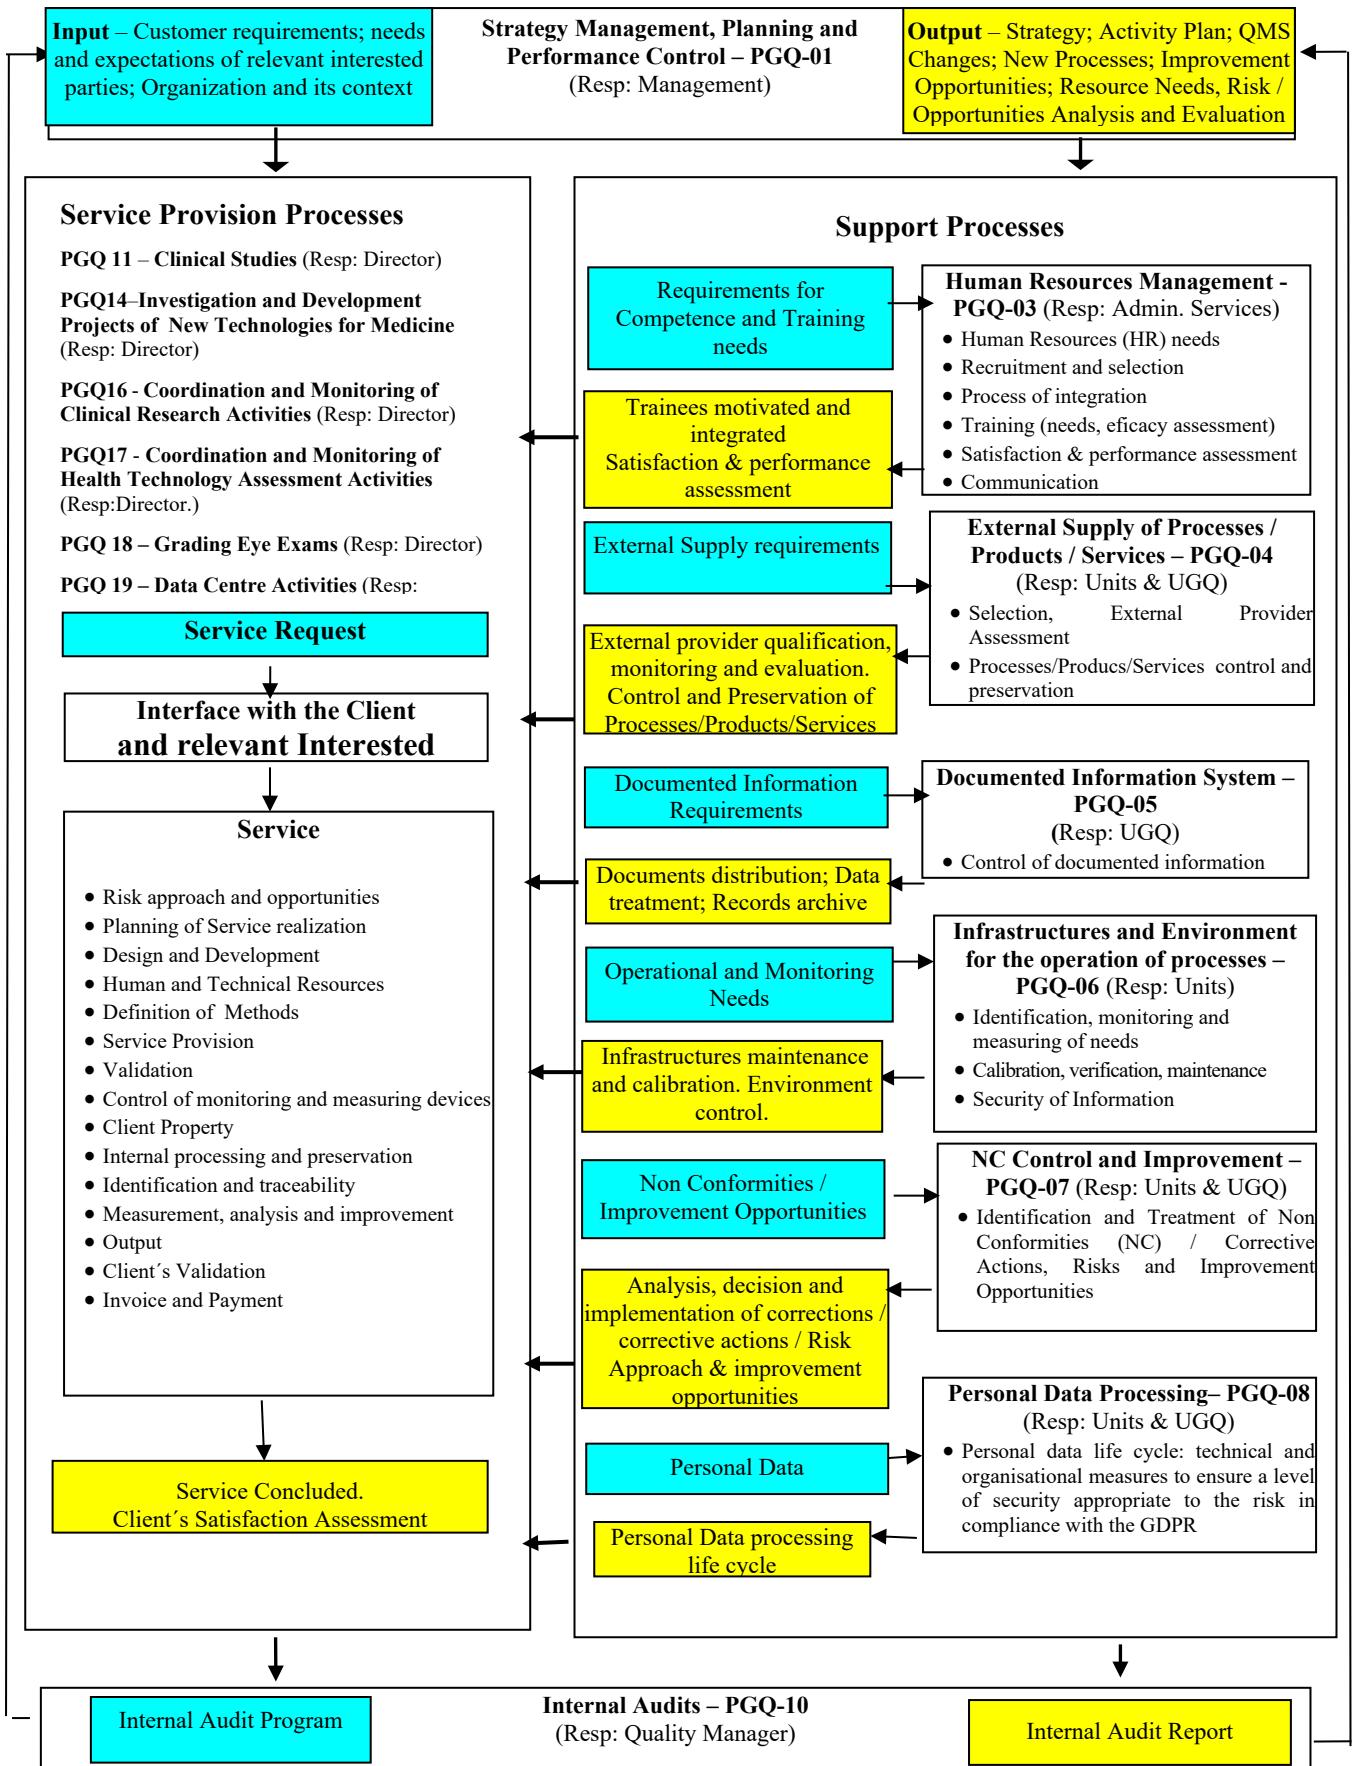 Input – Customer requirements; needs
and expectations of relevant interested
parties; Organization and its context
Strategy Management, Planning and
Performance Control – PGQ-01
(Resp: Management)
Output – Strategy; Activity Plan; QMS
Changes; New Processes; Improvement
Opportunities; Resource Needs, Risk /
Opportunities Analysis and Evaluation
Service Provision Processes
PGQ 11 – Clinical Studies (Resp: Director)
PGQ14–Investigation and Development
Projects of New Technologies for Medicine
(Resp: Director)
PGQ16 - Coordination and Monitoring of
Clinical Research Activities (Resp: Director)
PGQ17 - Coordination and Monitoring of
Health Technology Assessment Activities
(Resp:Director.)
PGQ 18 – Grading Eye Exams (Resp: Director)
PGQ 19 – Data Centre Activities (Resp:
Service Request
Interface with the Client
and relevant Interested
Service
• Risk approach and opportunities
• Planning of Service realization
• Design and Development
• Human and Technical Resources
• Definition of Methods
• Service Provision
• Validation
• Control of monitoring and measuring devices
• Client Property
• Internal processing and preservation
• Identification and traceability
• Measurement, analysis and improvement
• Output
• Client´s Validation
• Invoice and Payment
Service Concluded.
Client´s Satisfaction Assessment
Support Processes
Requirements for
Competence and Training
needs
Human Resources Management -
PGQ-03 (Resp: Admin. Services)
• Human Resources (HR) needs
• Recruitment and selection
• Process of integration
• Training (needs, eficacy assessment)
• Satisfaction & performance assessment
• Communication
Trainees motivated and
integrated
Satisfaction & performance
assessment
External Supply requirements
External Supply of Processes /
Products / Services – PGQ-04
(Resp: Units & UGQ)
• Selection, External Provider
Assessment
• Processes/Producs/Services control and
preservation
External provider qualification,
monitoring and evaluation.
Control and Preservation of
Processes/Products/Services
Documented Information
Requirements
Documented Information System –
PGQ-05
(Resp: UGQ)
• Control of documented information
Documents distribution; Data
treatment; Records archive
Operational and Monitoring
Needs
Infrastructures and Environment
for the operation of processes –
PGQ-06 (Resp: Units)
• Identification, monitoring and
measuring of needs
• Calibration, verification, maintenance
• Security of Information
Infrastructures maintenance
and calibration. Environment
control.
Non Conformities /
Improvement Opportunities
NC Control and Improvement –
PGQ-07 (Resp: Units & UGQ)
• Identification and Treatment of Non
Conformities (NC) / Corrective
Actions, Risks and Improvement
Opportunities
Analysis, decision and
implementation of corrections /
corrective actions / Risk
Approach & improvement
opportunities
Personal Data
Personal Data Processing– PGQ-08
(Resp: Units & UGQ)
• Personal data life cycle: technical and
organisational measures to ensure a level
of security appropriate to the risk in
compliance with the GDPR
Personal Data processing
life cycle
Internal Audit Program
Internal Audits – PGQ-10
(Resp: Quality Manager)
Internal Audit Report